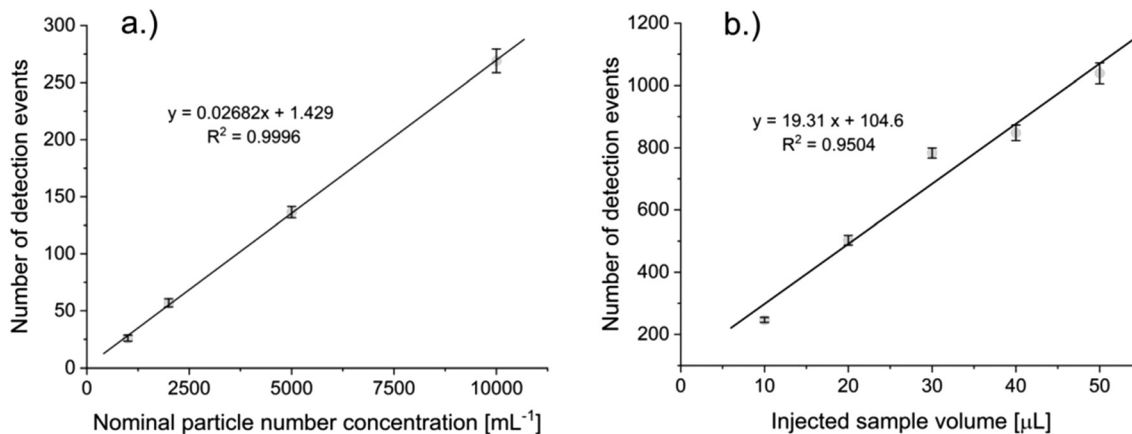 a.)
300
250
200
150
100
50
0
Number of detection events
y = 0.02682x + 1.429
R² = 0.9996
0 2500 5000 7500 10000
Nominal particle number concentration [mL⁻¹]
b.)
1200
1000
800
600
400
200
Number of detection events
y = 19.31 x + 104.6
R² = 0.9504
0 10 20 30 40 50
Injected sample volume [µL]